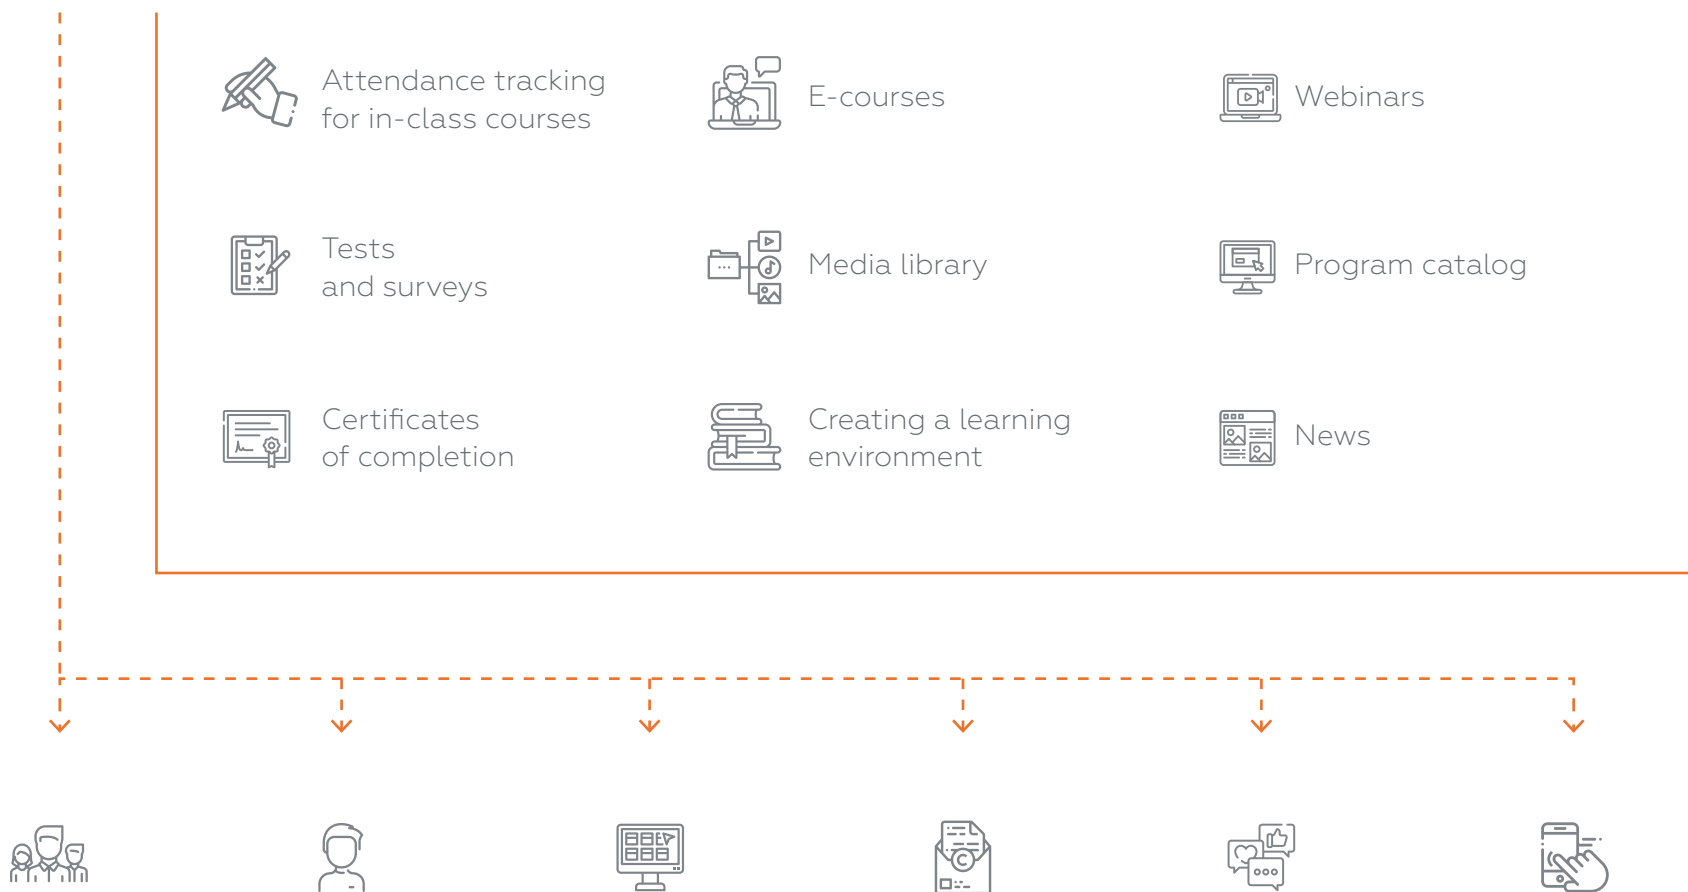 Attendance tracking
for in-class courses
E-courses
Webinars
Tests
and surveys
Media library
Program catalog
Certificates
of completion
Creating a learning
environment
News